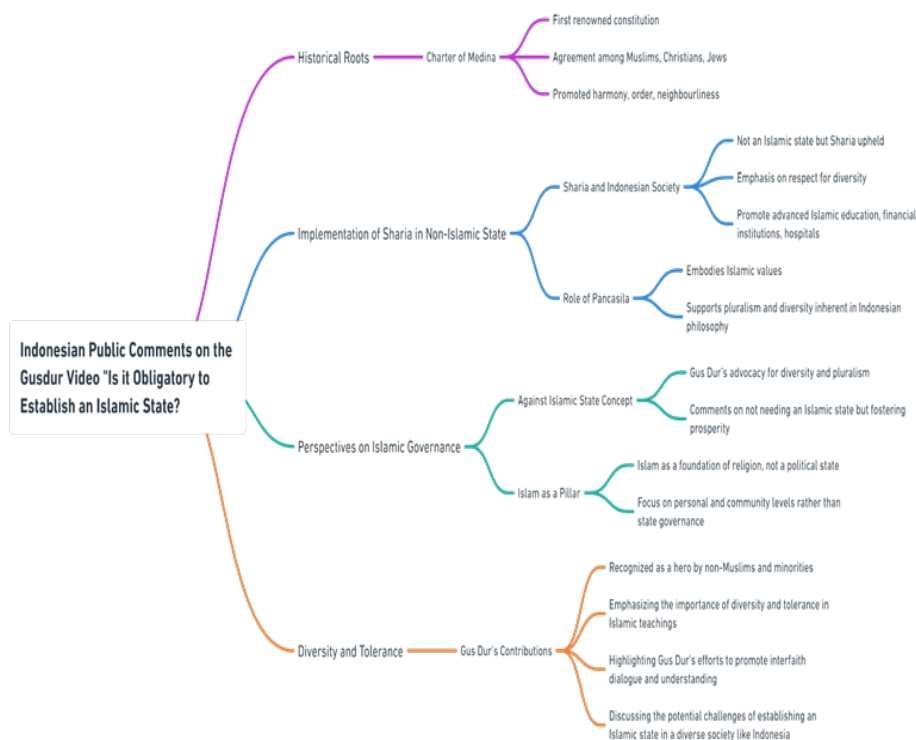 Indonesian Public Comments on the
Gusdur Video "Is it Obligatory to
Establish an Islamic State?
Historical Roots
Charter of Medina
First renowned constitution
Agreement among Muslims, Christians, Jews
Promoted harmony, order, neighbourliness
Implementation of Sharia in Non-Islamic State
Sharia and Indonesian Society
Not an Islamic state but Sharia upheld
Emphasis on respect for diversity
Promote advanced Islamic education, financial
institutions, hospitals
Role of Pancasila
Embodies Islamic values
Supports pluralism and diversity inherent in Indonesian
philosophy
Perspectives on Islamic Governance
Against Islamic State Concept
Gus Dur's advocacy for diversity and pluralism
Comments on not needing an Islamic state but fostering
prosperity
Islam as a Pillar
Islam as a foundation of religion, not a political state
Focus on personal and community levels rather than
state governance
Diversity and Tolerance
Gus Dur's Contributions
Recognized as a hero by non-Muslims and minorities
Emphasizing the importance of diversity and tolerance in
Islamic teachings
Highlighting Gus Dur's efforts to promote interfaith
dialogue and understanding
Discussing the potential challenges of establishing an
Islamic state in a diverse society like Indonesia